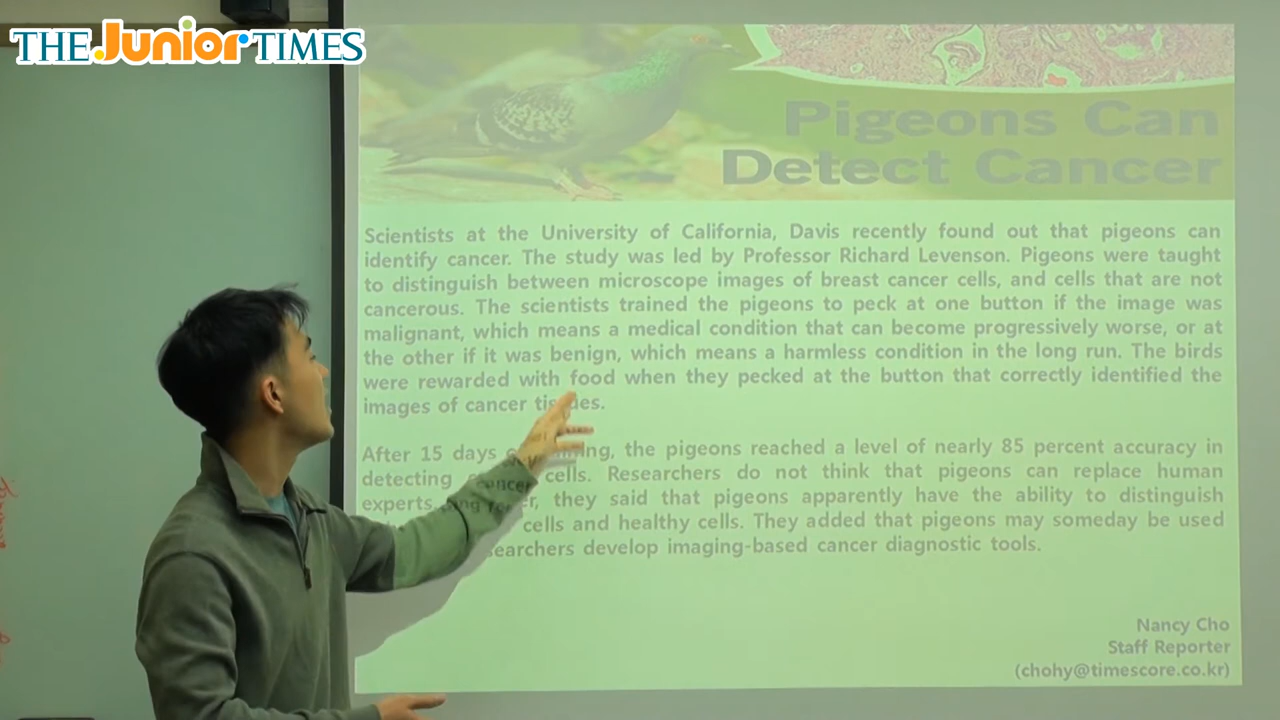 THE Junior TIMES
Pigeons Can
Detect Cancer
Scientists at the University of California, Davis recently found out that pigeons can
identify cancer. The study was led by Professor Richard Levenson. Pigeons were taught
to distinguish between microscope images of breast cancer cells, and cells that are not
cancerous. The scientists trained the pigeons to peck at one button if the image was
malignant, which means a medical condition that can become progressively worse, or at
the other if it was benign, which means a harmless condition in the long run. The birds
were rewarded with food when they pecked at the button that correctly identified the
images of cancer
After 15 days the pigeons reached a level of nearly 85 percent accuracy in
detecting cancer cells. Researchers do not think that pigeons can replace human
experts. they said that pigeons apparently have the ability to distinguish
cells and healthy cells. They added that pigeons may someday be used
develop imaging-based cancer diagnostic tools.
Nancy Cho
Staff Reporter
(chohy@timescore.co.kr)